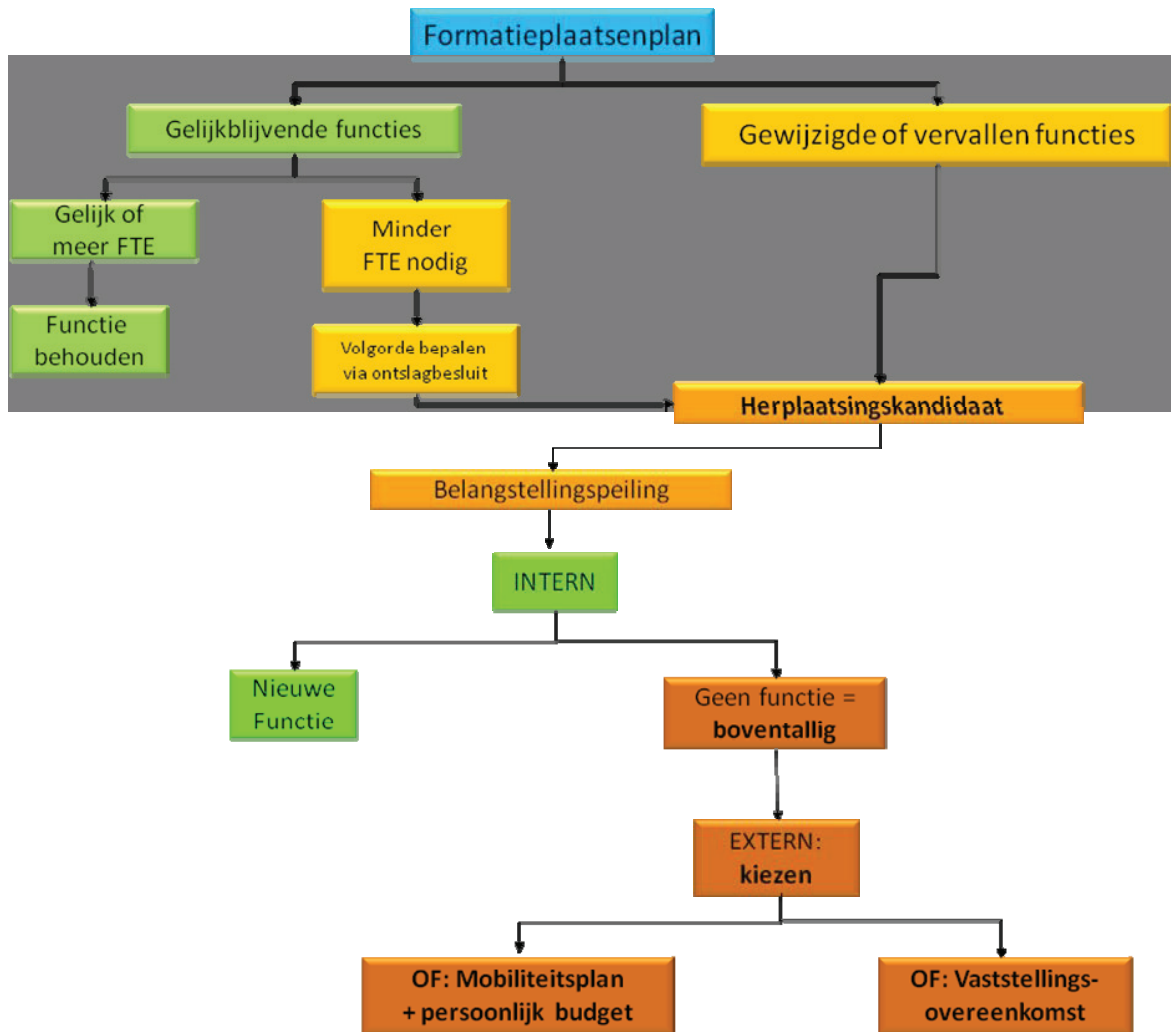 Formatieplaatsenplan
Gelijkblijvende functies
Gewijzigde of vervallen functies
Gelijk of
meer FTE
Minder
FTE nodig
Functie
behouden
Volgorde bepalen
via ontslagbesluit
Herplaatsingskandidaat
Belangstellingspeiling
INTERN
Nieuwe
Functie
Geen functie =
boventallig
EXTERN:
kiezen
OF: Mobiliteitsplan
+ persoonlijk budget
OF: Vaststellings-
overeenkomst